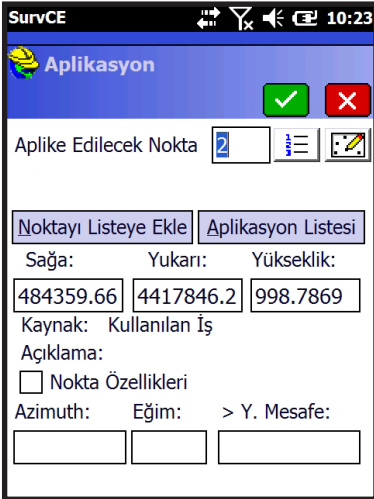 SurvCE 10:23
Aplikasyon
Aplike Edilecek Nokta 2
Noktayı Listeye Ekle Aplikasyon Listesi
Sağa: Yukarı: Yükseklik:
484359.66 4417846.2 998.7869
Kaynak: Kullanılan İş
Açıklama:
Nokta Özellikleri
Azimuth: Eğim: > Y. Mesafe: